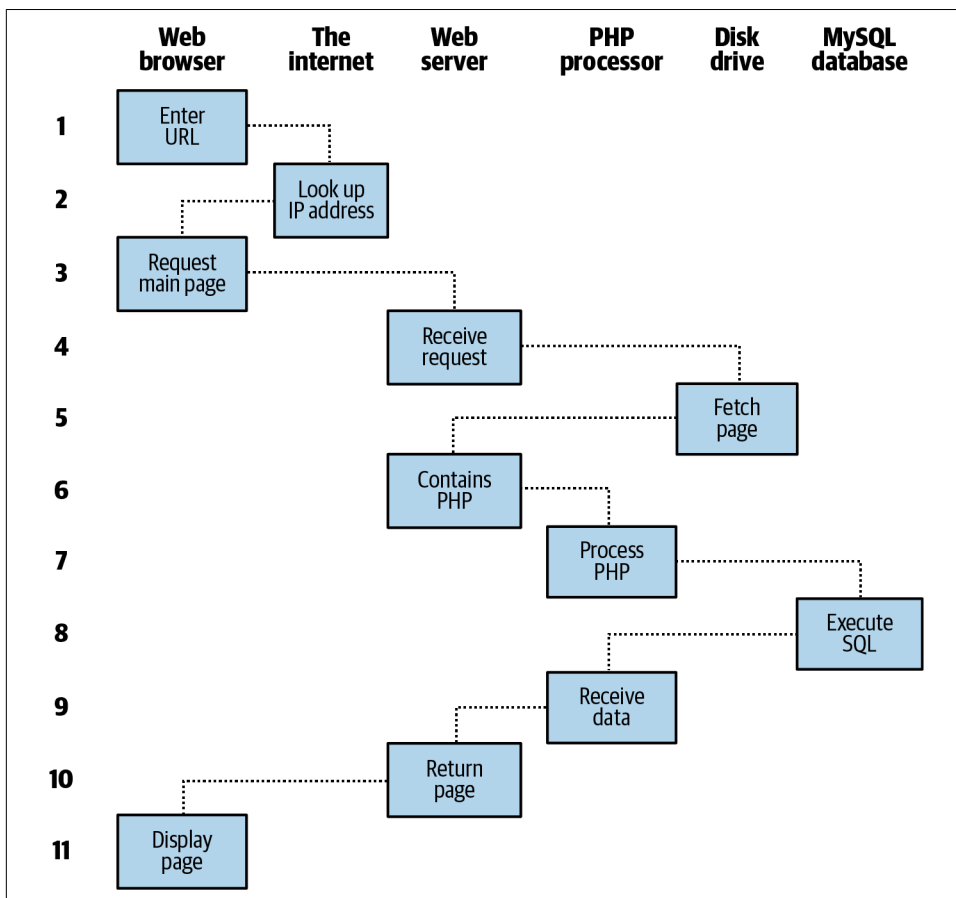 Web
browser
The
internet
Web
server
PHP
processor
Disk
drive
MySQL
database
1
Enter
URL
2
Look up
IP address
3
Request
main page
4
Receive
request
5
Fetch
page
6
Contains
PHP
7
Process
PHP
8
Execute
SQL
9
Receive
data
10
Return
page
11
Display
page